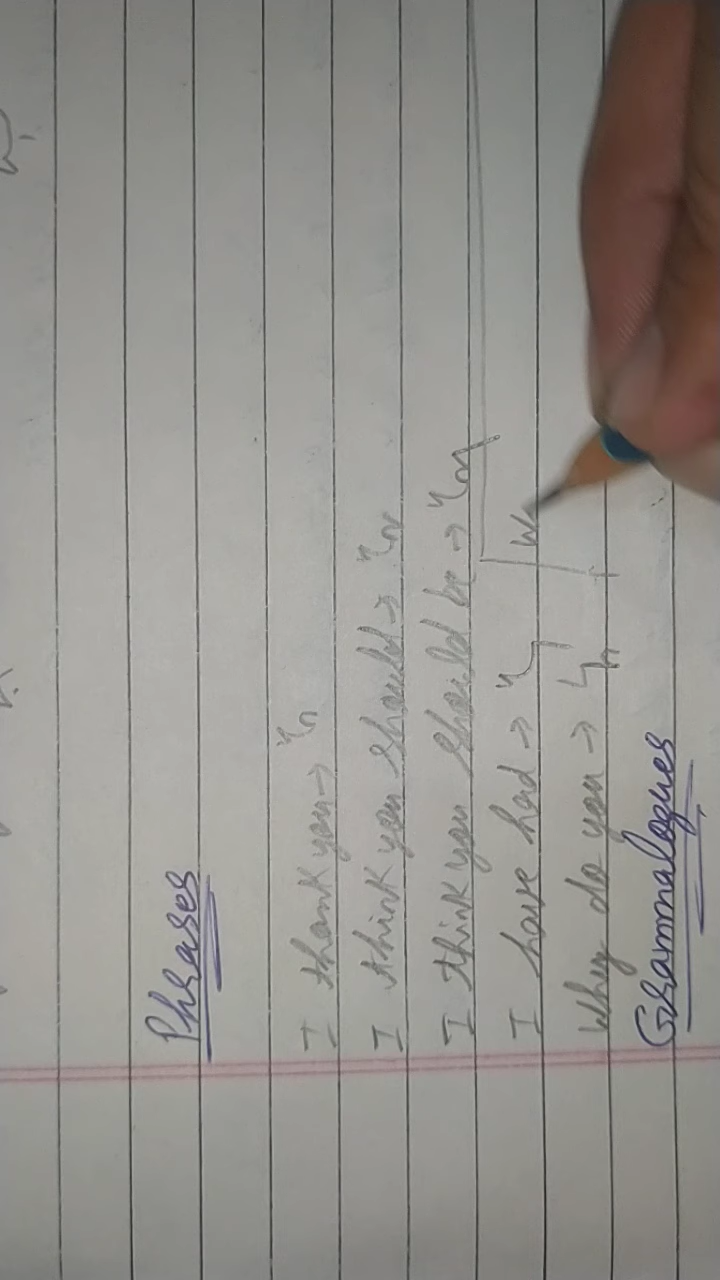 Phrases
I thank you →
I think you should →
I think you should be →
I have had → W
Why do you →
Grammalogues